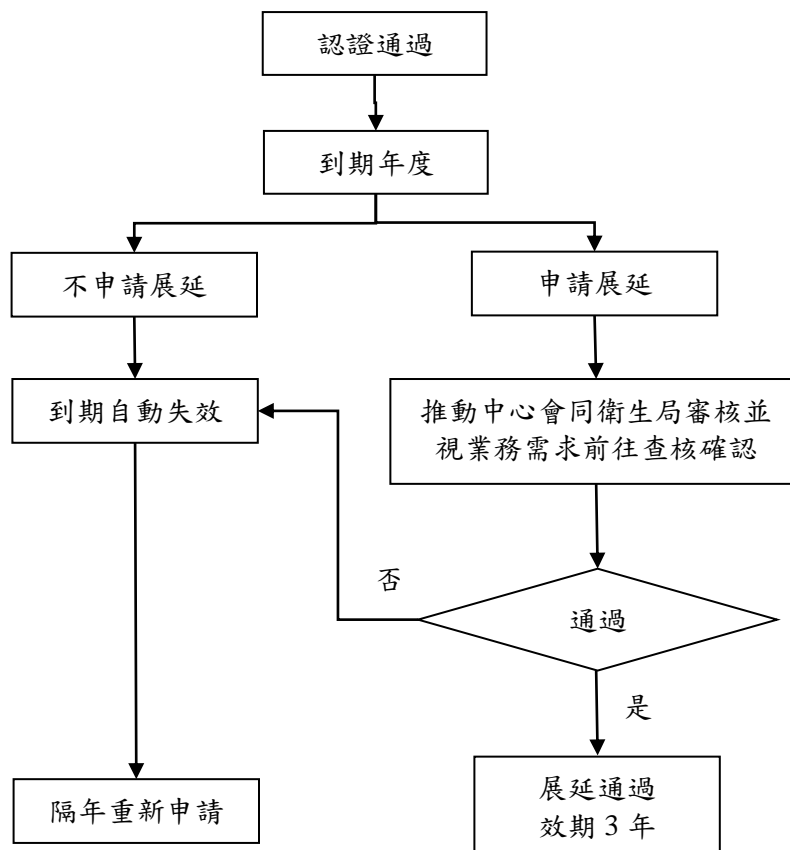 認證通過
到期年度
不申請展延
申請展延
到期自動失效
推動中心會同衛生局審核並
視業務需求前往查核確認
否
通過
是
隔年重新申請
展延通過
效期 3 年